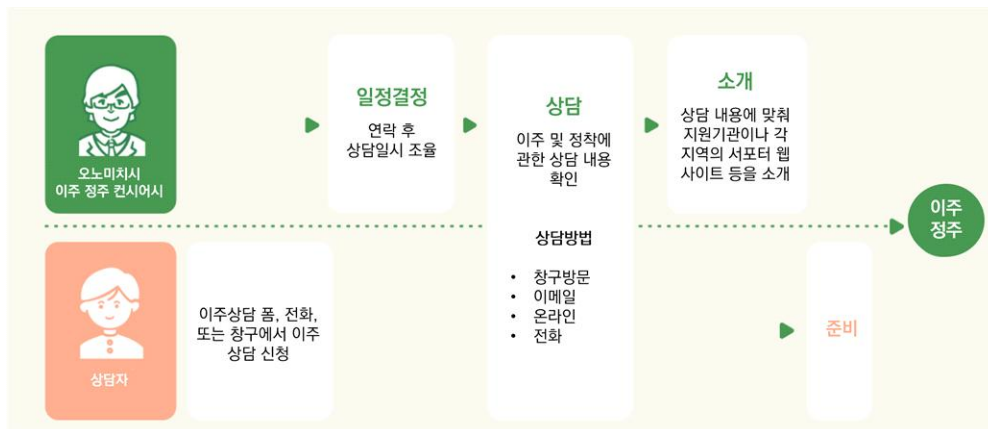 오노미치시
이주 정주 컨시어시
일정결정
연락 후
상담일시 조율
상담
이주 및 정착에
관한 상담 내용
확인
소개
상담 내용에 맞춰
지원기관이나 각
지역의 서포터 웹
사이트 등을 소개
이주
정주
상담자
이주상담 폼, 전화,
또는 창구에서 이주
상담 신청
상담방법
• 창구방문
• 이메일
• 온라인
• 전화
준비